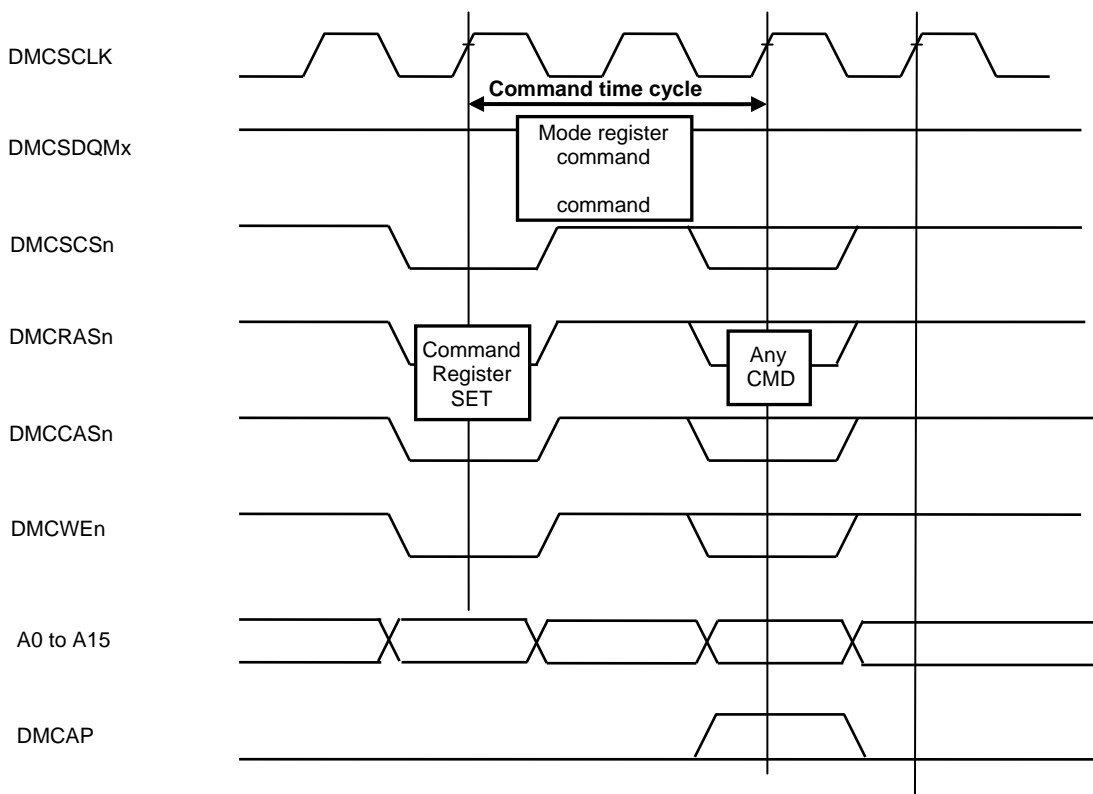 DMCSCLK
Command time cycle
DMCSDQMx
Mode register
command
command
DMCSCSn
DMCRASn
Command
Register
SET
Any
CMD
DMCCASn
DMCWEn
A0 to A15
DMCAP